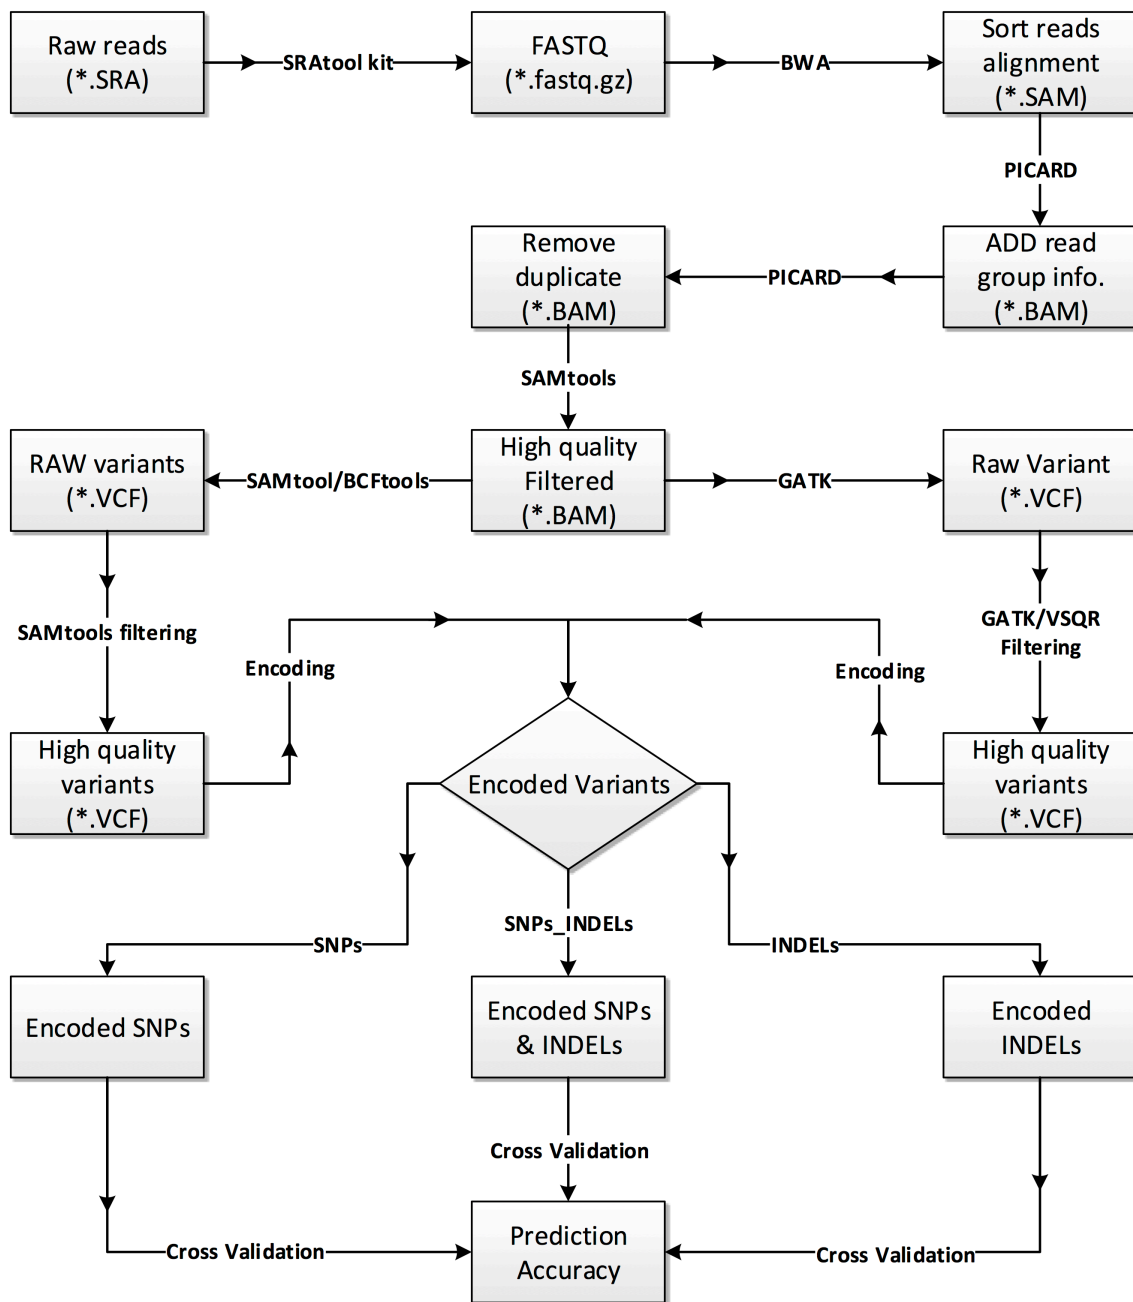 Raw reads
(*.SRA)
SRAtool kit
FASTQ
(*.fastq.gz)
BWA
Sort reads
alignment
(*.SAM)
PICARD
Remove
duplicate
(*.BAM)
PICARD
ADD read
group info.
(*.BAM)
SAMtools
RAW variants
(*.VCF)
SAMtool/BCFtools
High quality
Filtered
(*.BAM)
GATK
Raw Variant
(*.VCF)
SAMtools filtering
Encoding
Encoding
GATK/VSQR
Filtering
High quality
variants
(*.VCF)
Encoded Variants
High quality
variants
(*.VCF)
SNPs
SNPs_INDELs
INDELs
Encoded SNPs
Encoded SNPs
& INDELs
Encoded
INDELs
Cross Validation
Cross Validation
Prediction
Accuracy
Cross Validation